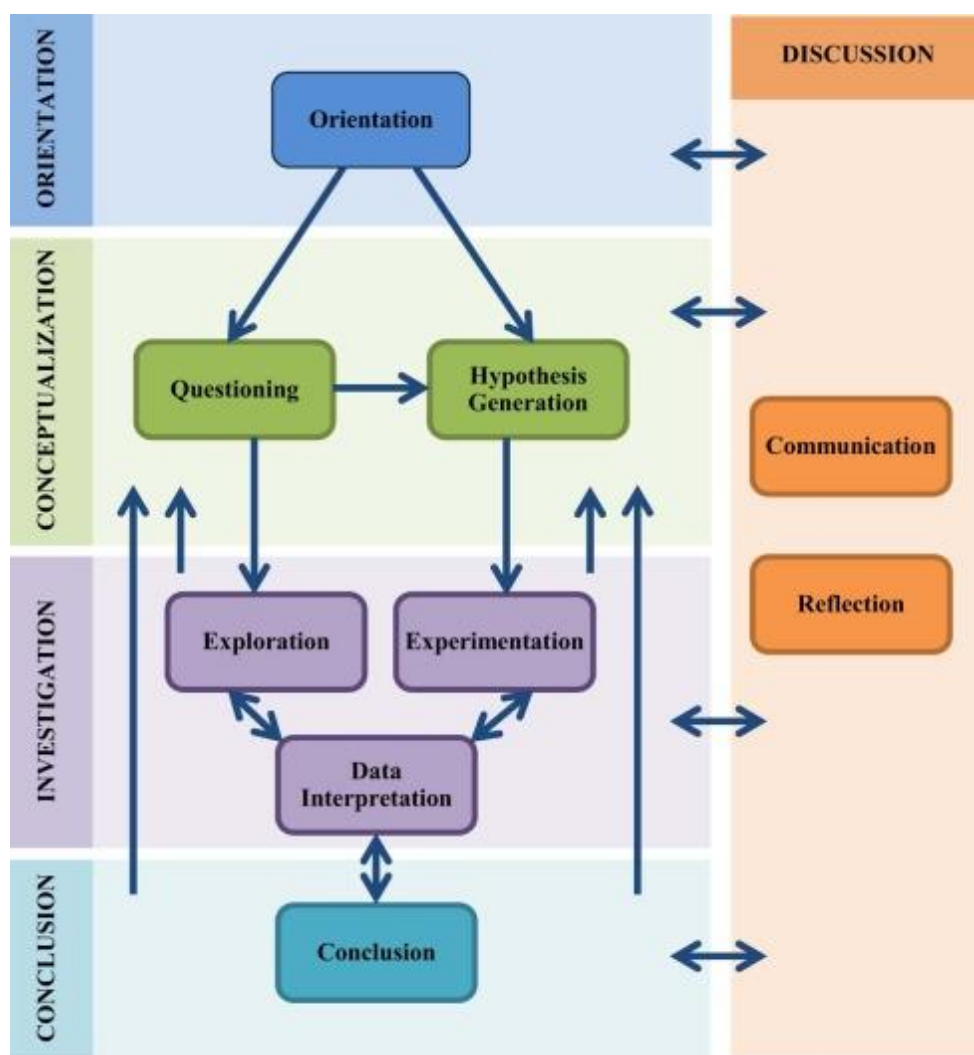 ORIENTATION
Orientation
CONCEPTUALIZATION
Questioning
Hypothesis
Generation
INVESTIGATION
Exploration
Experimentation
Data
Interpretation
CONCLUSION
Conclusion
DISCUSSION
Communication
Reflection